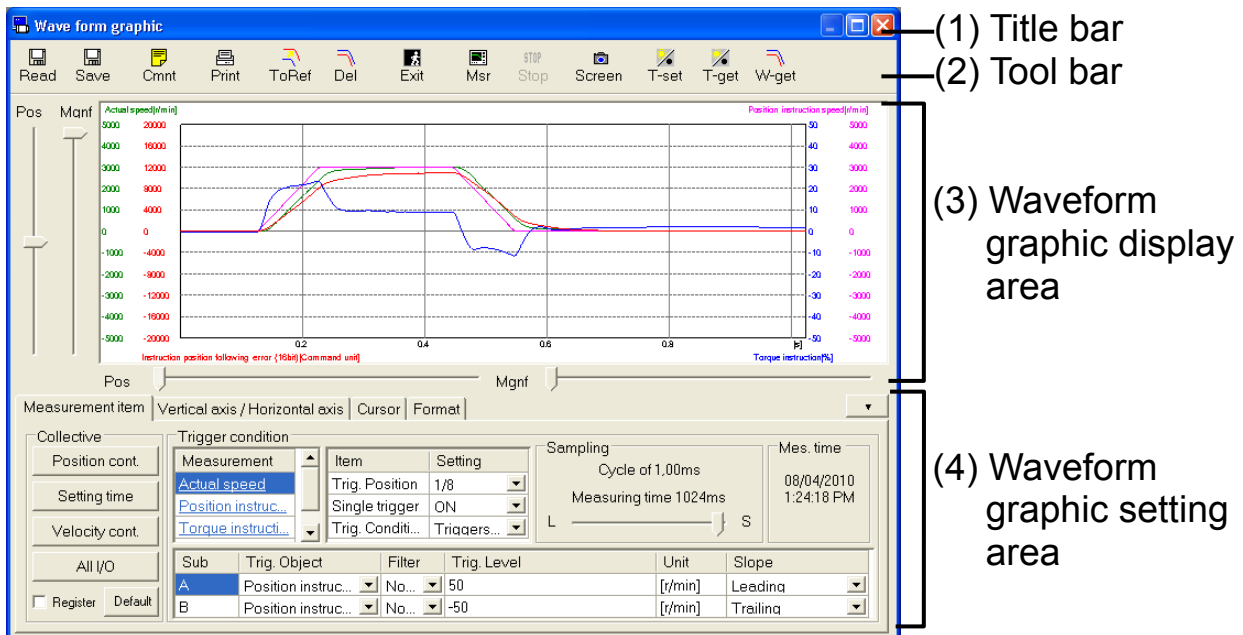 Wave form graphic
Read Save Cmnt Print ToRef Del Exit Msr STOP Stop Screen T-set T-get W-get
(1) Title bar
(2) Tool bar
Pos Mgnf
Actual speed[r/min] Position instruction speed[r/min]
5000 20000 50 5000
4000 16000 40 4000
3000 12000 30 3000
2000 8000 20 2000
1000 4000 10 1000
0 0 0 0
-1000 -4000 -10 -1000
-2000 -8000 -20 -2000
-3000 -12000 -30 -3000
-4000 -16000 -40 -4000
-5000 -20000 -50 -5000
0.2 0.4 0.6 0.8 [s]
Instruction position following error (16bit)[Command unit] Torque instruction[%]
Pos Mgnf
(3) Waveform
graphic display
area
Measurement item Vertical axis / Horizontal axis Cursor Format
Collective
Position cont.
Setting time
Velocity cont.
All I/O
Register Default
Trigger condition
Measurement
Actual speed
Position instruc...
Torque instructi...
Item Setting
Trig. Position 1/8
Single trigger ON
Trig. Conditi... Triggers...
Sampling
Cycle of 1,00ms
Measuring time 1024ms
L S
Mes. time
08/04/2010
1:24:18 PM
Sub Trig. Object Filter Trig. Level Unit Slope
A Position instruc... No... 50 [r/min] Leading
B Position instruc... No... -50 [r/min] Trailing
(4) Waveform
graphic setting
area